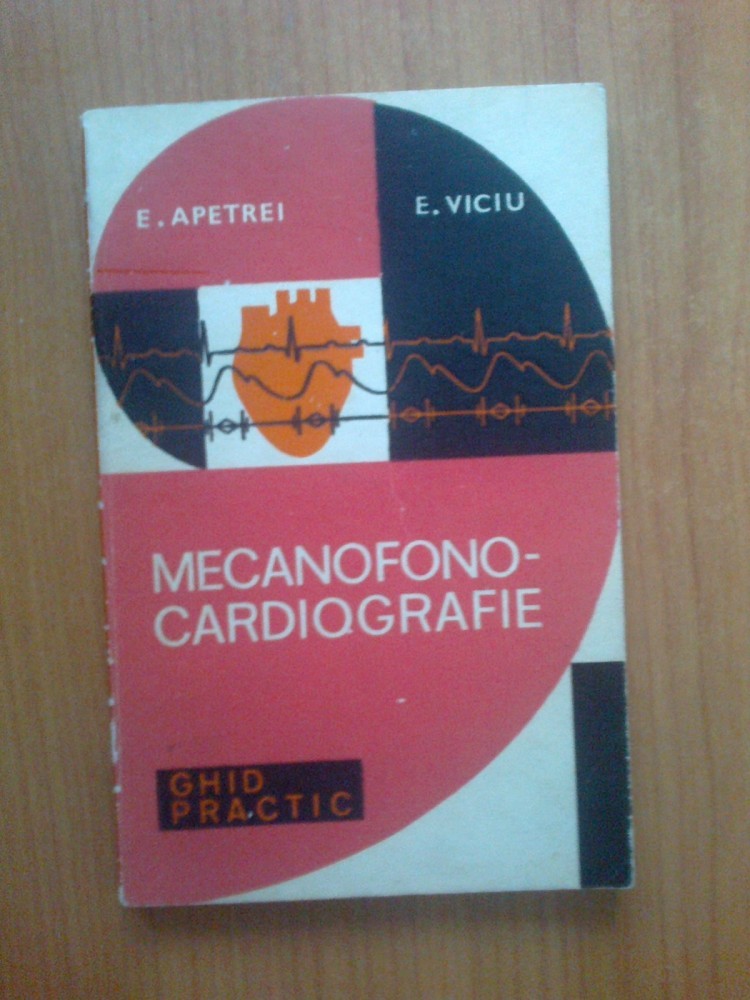 E. APETREI
E. VICIU
MECANOFONO-
CARDIOGRAFIE
GHID
PRACTIC